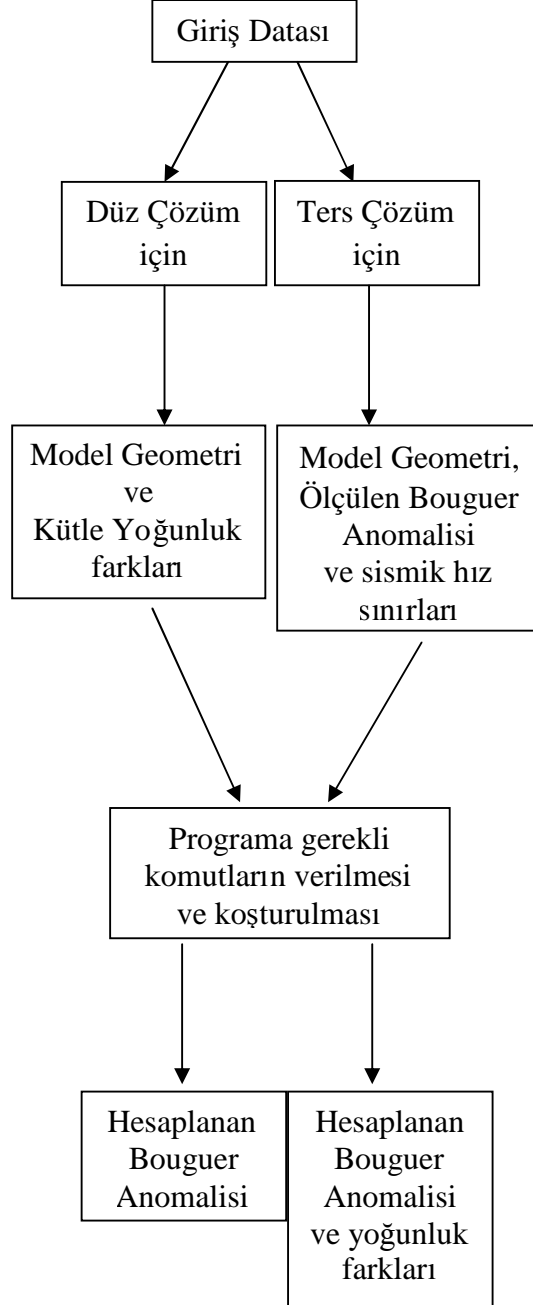 Giriş Datası
Düz Çözüm
için
Ters Çözüm
için
Model Geometri
ve
Kütle Yoğunluk
farkları
Model Geometri,
Ölçülen Bouguer
Anomalisi
ve sismik hız
sınırları
Programa gerekli
komutların verilmesi
ve koşturulması
Hesaplanan
Bouguer
Anomalisi
Hesaplanan
Bouguer
Anomalisi
ve yoğunluk
farkları